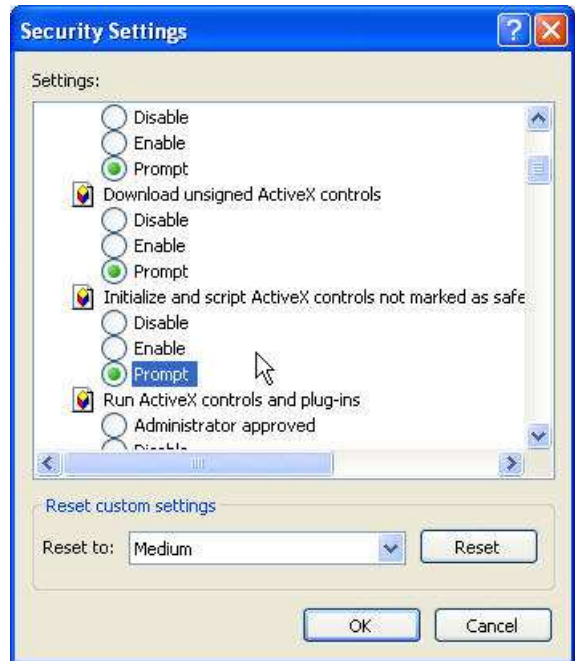 Security Settings
Settings:
Disable
Enable
Prompt
Download unsigned ActiveX controls
Disable
Enable
Prompt
Initialize and script ActiveX controls not marked as safe
Disable
Enable
Prompt
Run ActiveX controls and plug-ins
Administrator approved
Disable
Reset custom settings
Reset to: Medium Reset
OK Cancel